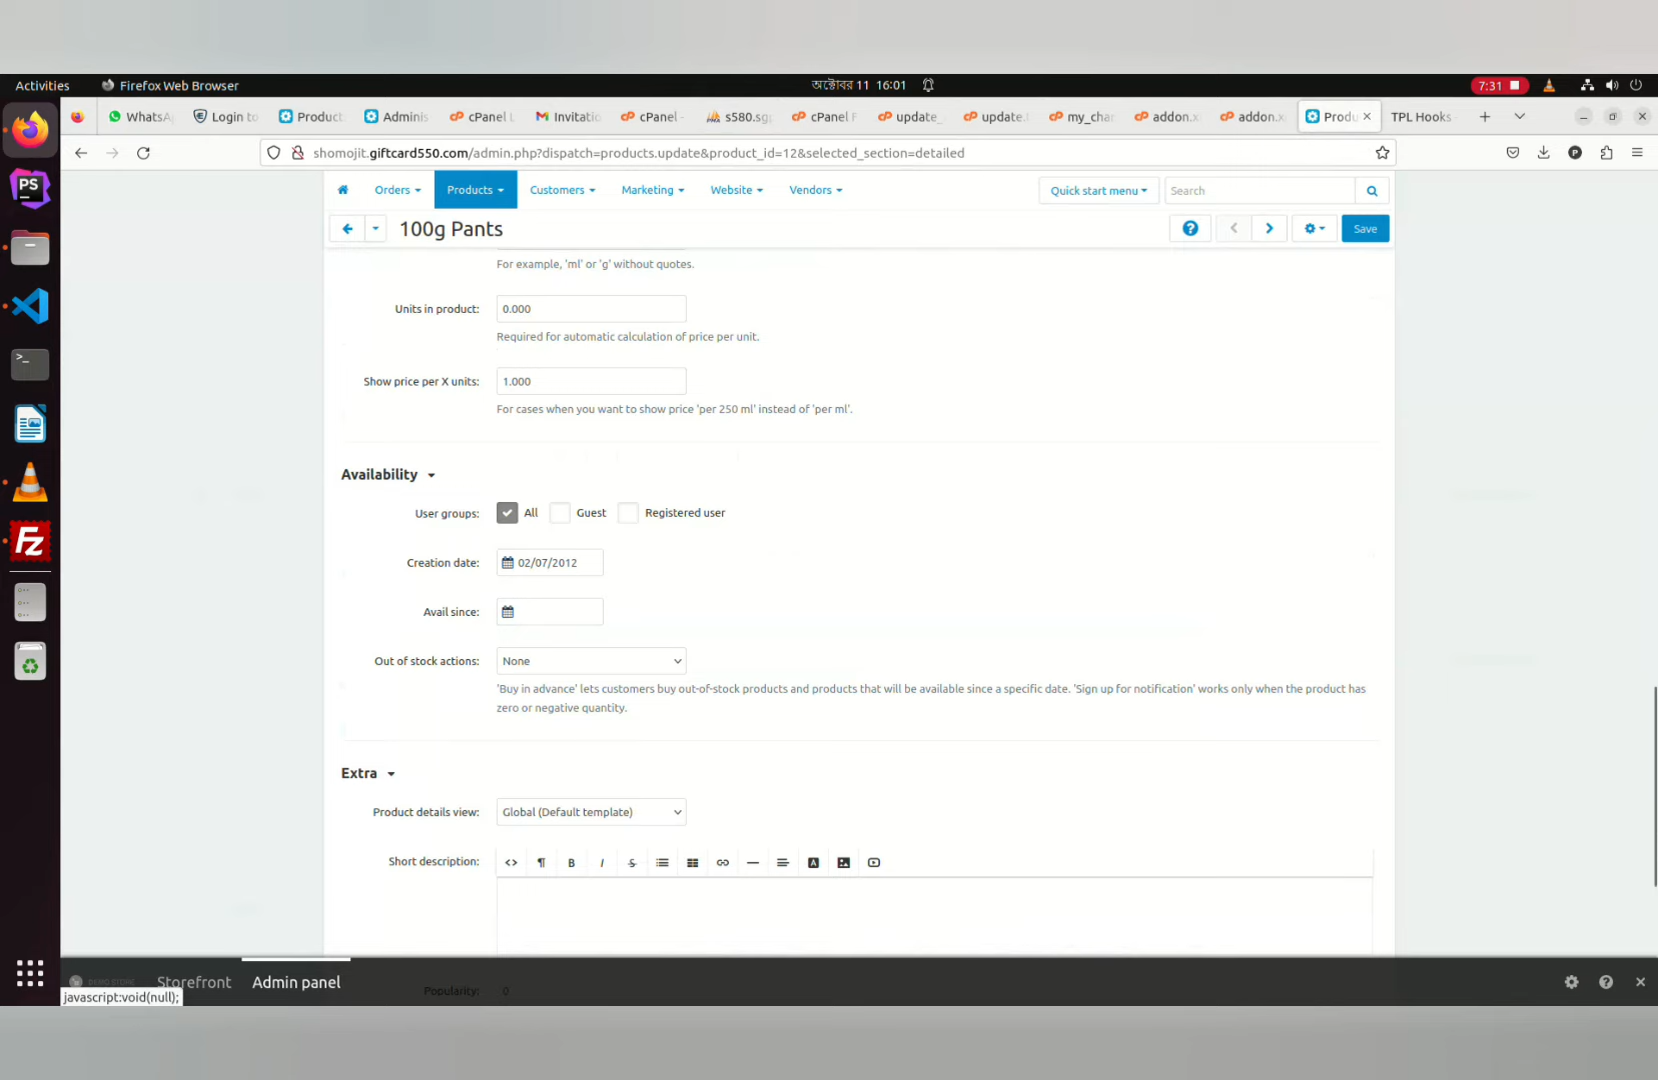 Activities Firefox Web Browser অক্টোবর 11 16:01 7:31
WhatsA Login to Product Adminis cPanel L Invitatio cPanel - s580.sg cPanel F update_ update. my_cha addon.x addon.x Produ TPL Hooks
shomojit.giftcard550.com/admin.php?dispatch=products.update&product_id=12&selected_section=detailed
Orders Products Customers Marketing Website Vendors Quick start menu Search
100g Pants Save
For example, 'ml' or 'g' without quotes.
Units in product: 0.000
Required for automatic calculation of price per unit.
Show price per X units: 1.000
For cases when you want to show price 'per 250 ml' instead of 'per ml'.
Availability
User groups: All Guest Registered user
Creation date: 02/07/2012
Avail since:
Out of stock actions: None
'Buy in advance' lets customers buy out-of-stock products and products that will be available since a specific date. 'Sign up for notification' works only when the product has
zero or negative quantity.
Extra
Product details view: Global (Default template)
Short description:
Storefront Admin panel
Popularity: 0
javascript:void(null);